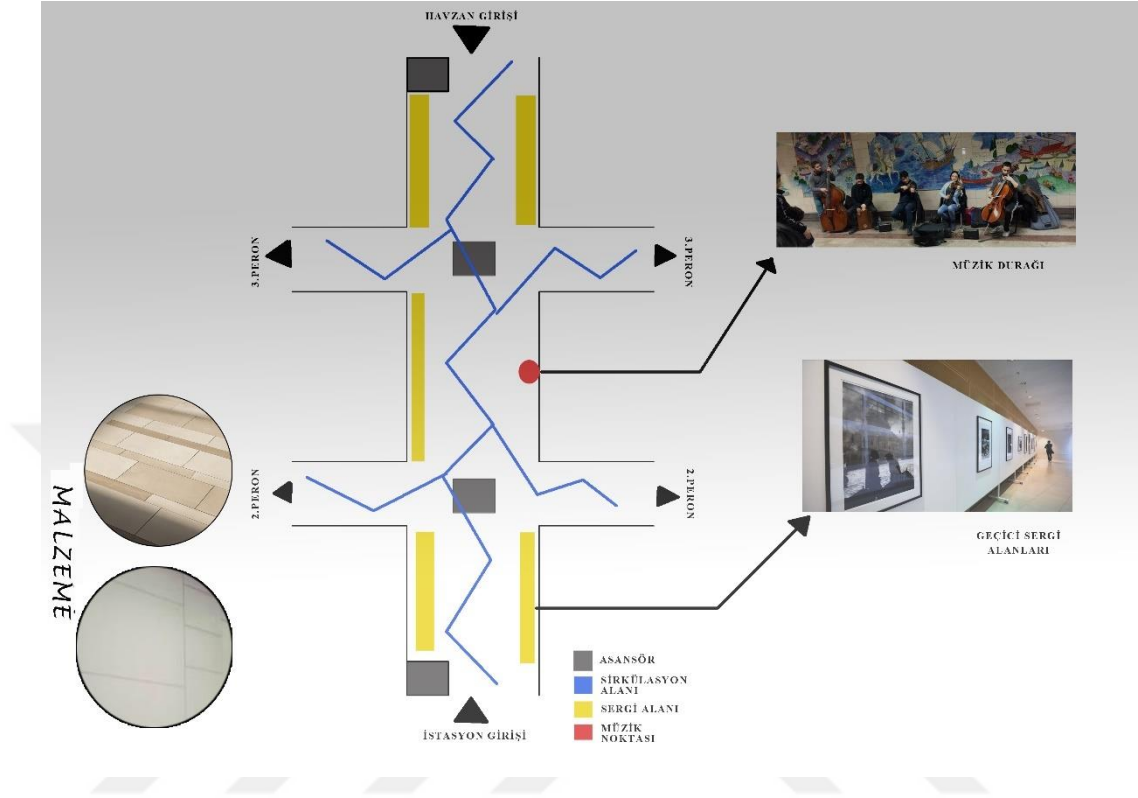 HAVZAN GİRİŞİ
3.PERON
3.PERON
MÜZİK DURAĞI
2.PERON
2.PERON
MALZEME
GEÇİCİ SERGİ
ALANLARI
ASANSÖR
SİRKÜLASYON
ALANI
SERGİ ALANI
MÜZİK
NOKTASI
İSTASYON GİRİŞİ